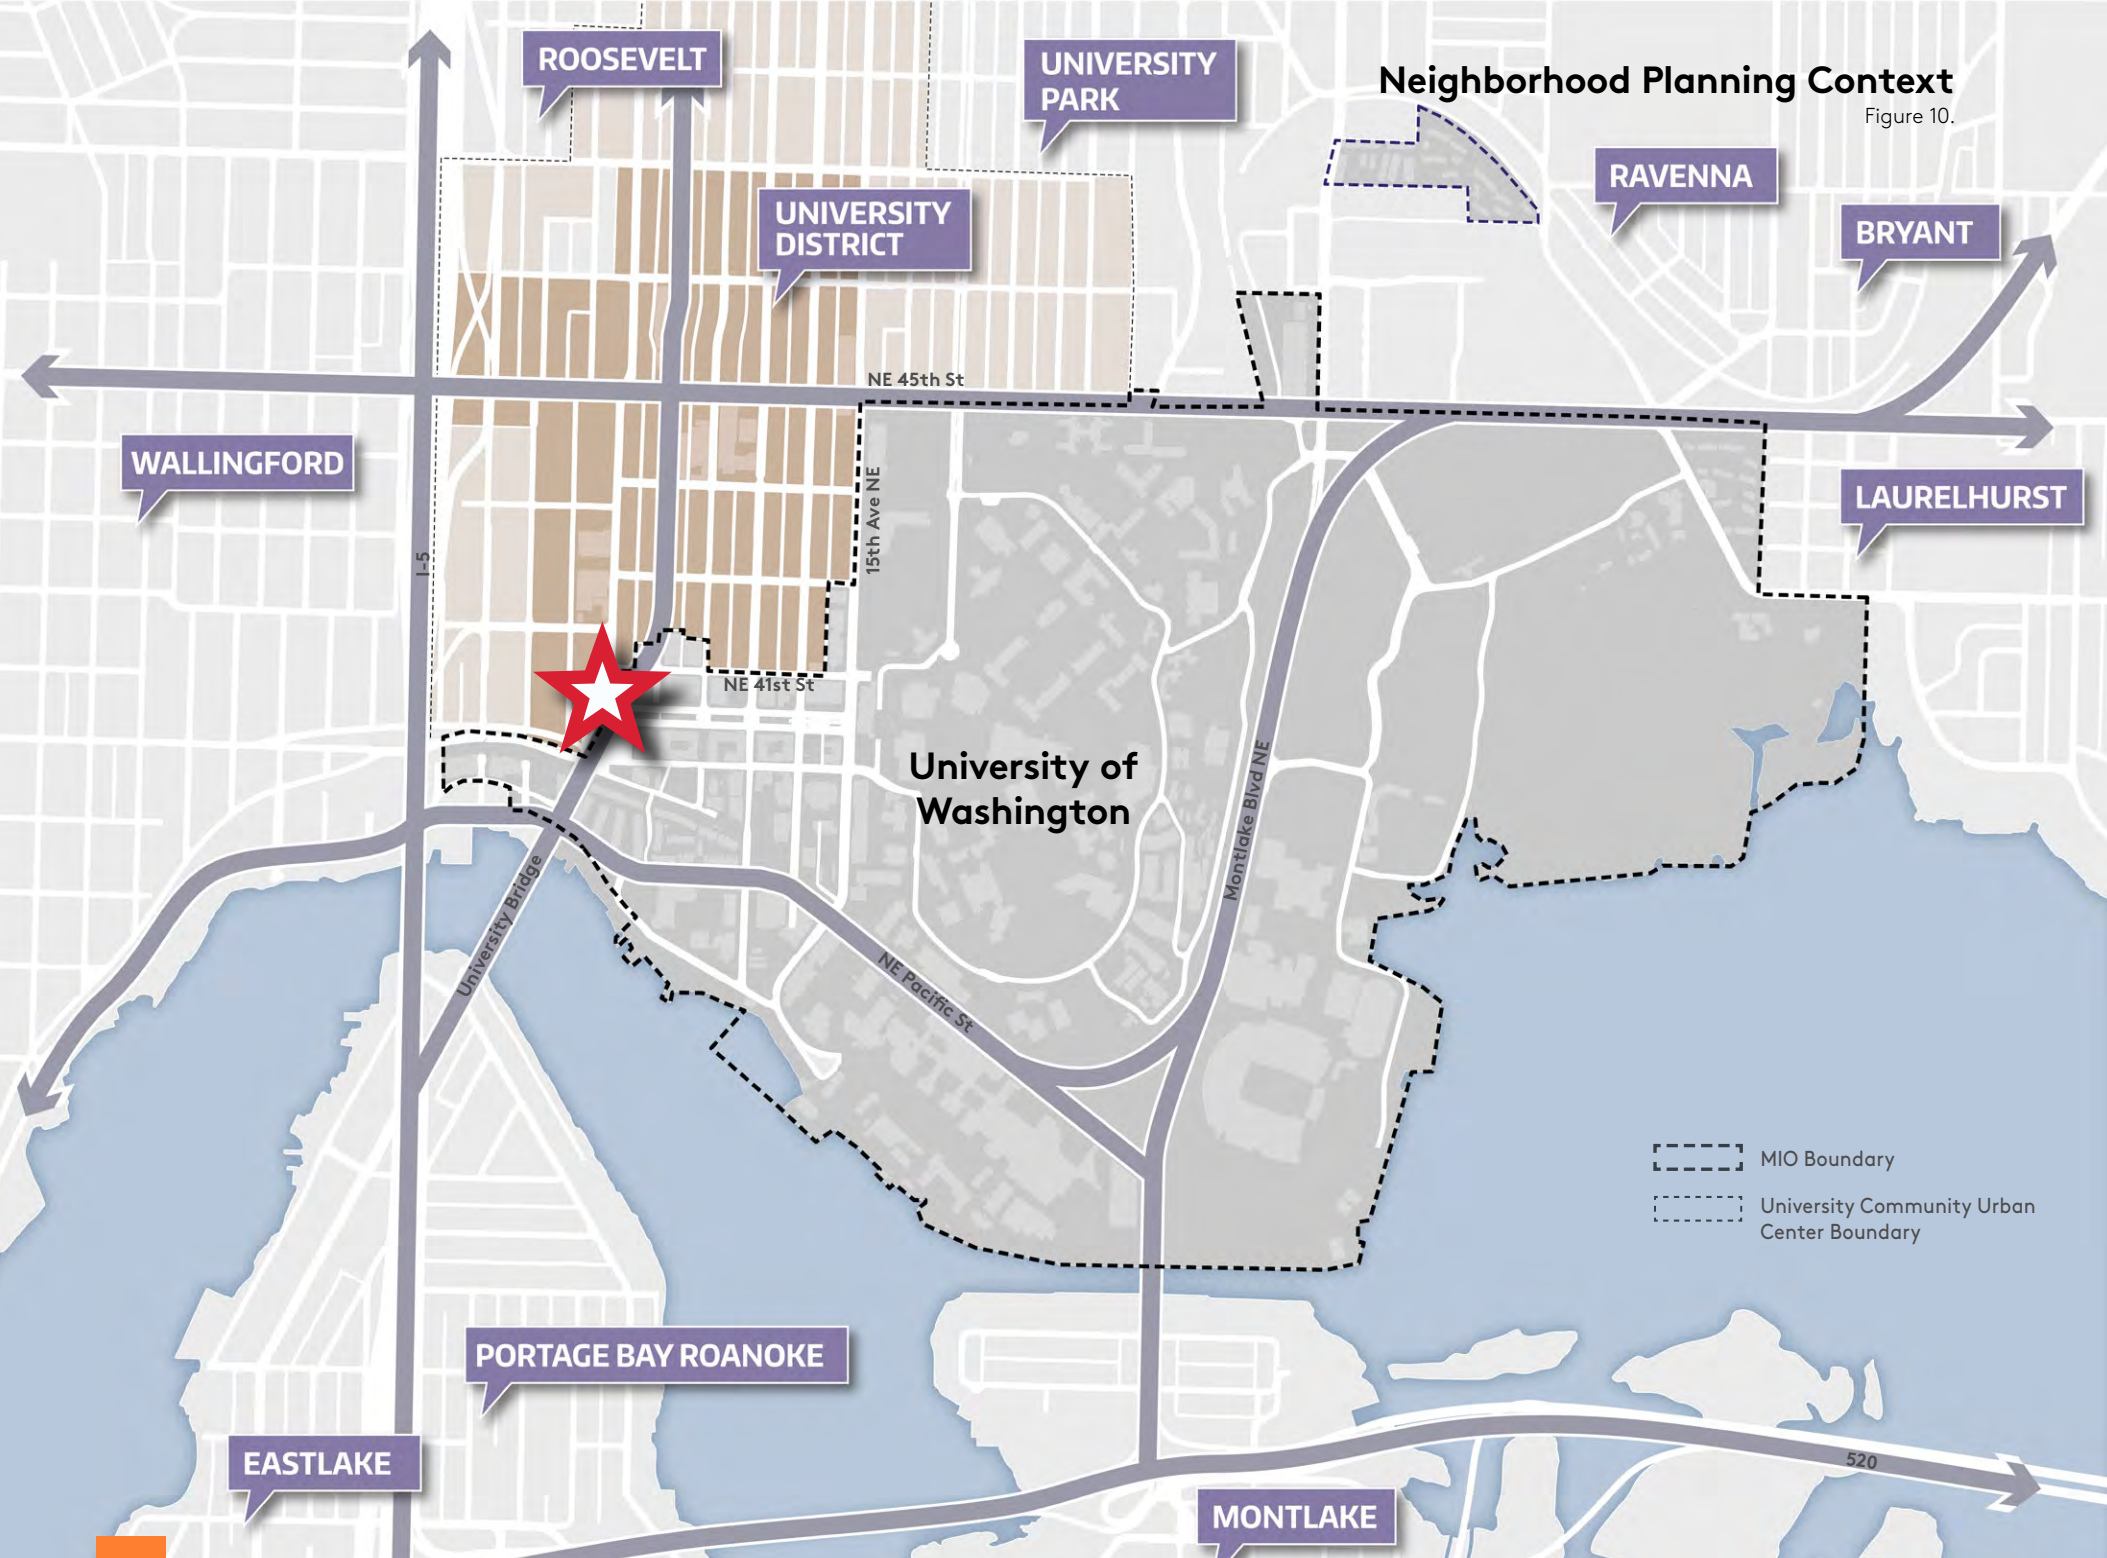 ROOSEVELT
UNIVERSITY
PARK
Neighborhood Planning Context
Figure 10.
RAVENNA
UNIVERSITY
DISTRICT
BRYANT
NE 45th St
WALLINGFORD
LAURELHURST
15th Ave NE
I-5
NE 41st St
University of
Washington
Montlake Blvd NE
University Bridge
NE Pacific St
MIO Boundary
University Community Urban
Center Boundary
PORTAGE BAY ROANOKE
EASTLAKE
520
MONTLAKE